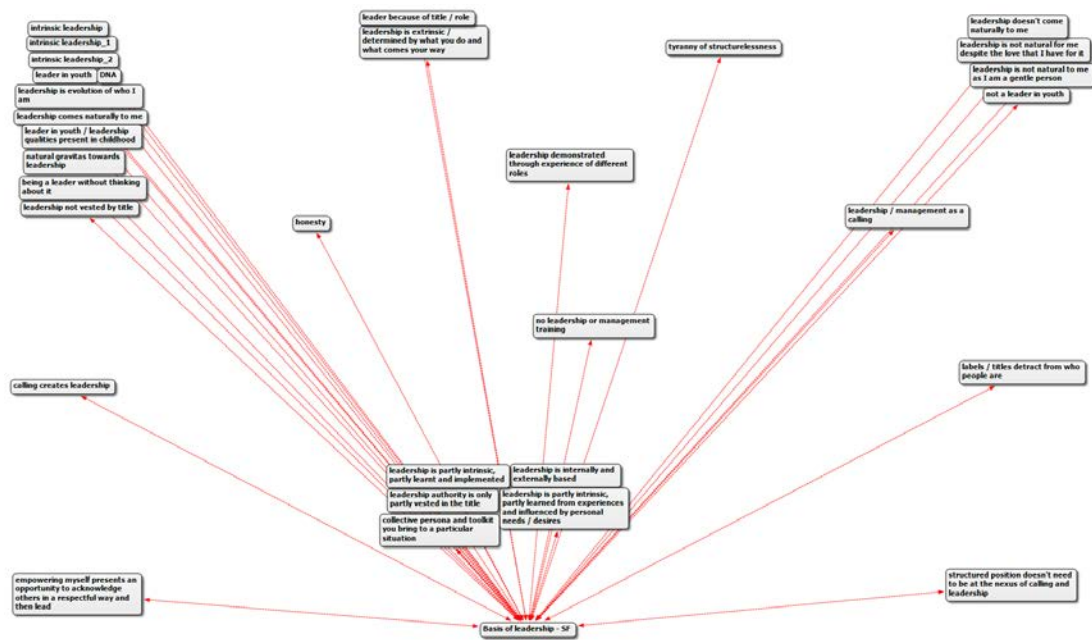 intrinsic leadership
intrinsic leadership_1
intrinsic leadership_2
leader in youth
DNA
leadership is evolution of who I
am
leadership comes naturally to me
leader in youth / leadership
qualities present in childhood
natural gravitas towards
leadership
being a leader without thinking
about it
leadership not vested by title
leader because of title / role
leadership is extrinsic /
determined by what you do and
what comes your way
tyranny of structurelessness
leadership doesn't come
naturally to me
leadership is not natural for me
despite the love that I have for it
leadership is not natural to me
as I am a gentle person
not a leader in youth
leadership demonstrated
through experience of different
roles
honesty
leadership / management as a
calling
no leadership or management
training
calling creates leadership
labels / titles detract from who
people are
leadership is partly intrinsic,
partly learnt and implemented
leadership is internally and
externally based
leadership authority is only
partly vested in the title
leadership is partly intrinsic,
partly learned from experiences
and influenced by personal
needs / desires
collective persona and toolkit
you bring to a particular
situation
empowering myself presents an
opportunity to acknowledge
others in a respectful way and
then lead
structured position doesn't need
to be at the nexus of calling and
leadership
Basis of leadership - SF